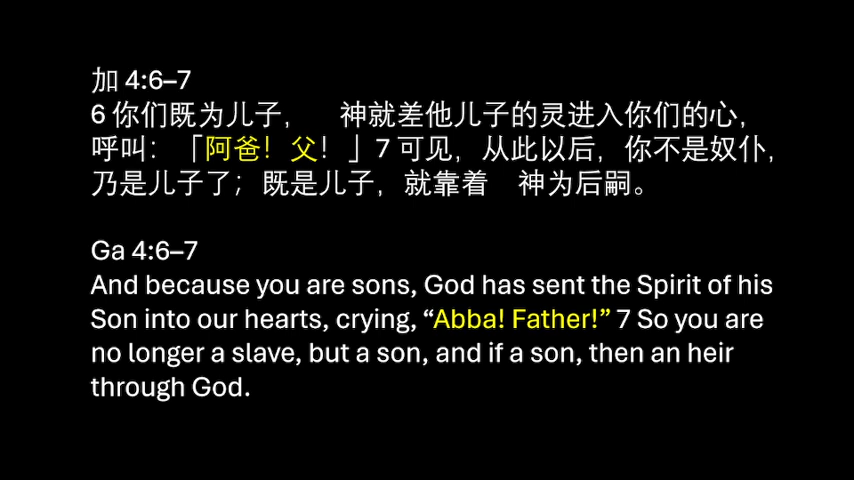 加 4:6–7
6 你们既为儿子，　神就差他儿子的灵进入你们的心，
呼叫：「阿爸！父！」7 可见，从此以后，你不是奴仆，
乃是儿子了；既是儿子，就靠着　神为后嗣。
Ga 4:6–7
And because you are sons, God has sent the Spirit of his
Son into our hearts, crying, “Abba! Father!” 7 So you are
no longer a slave, but a son, and if a son, then an heir
through God.